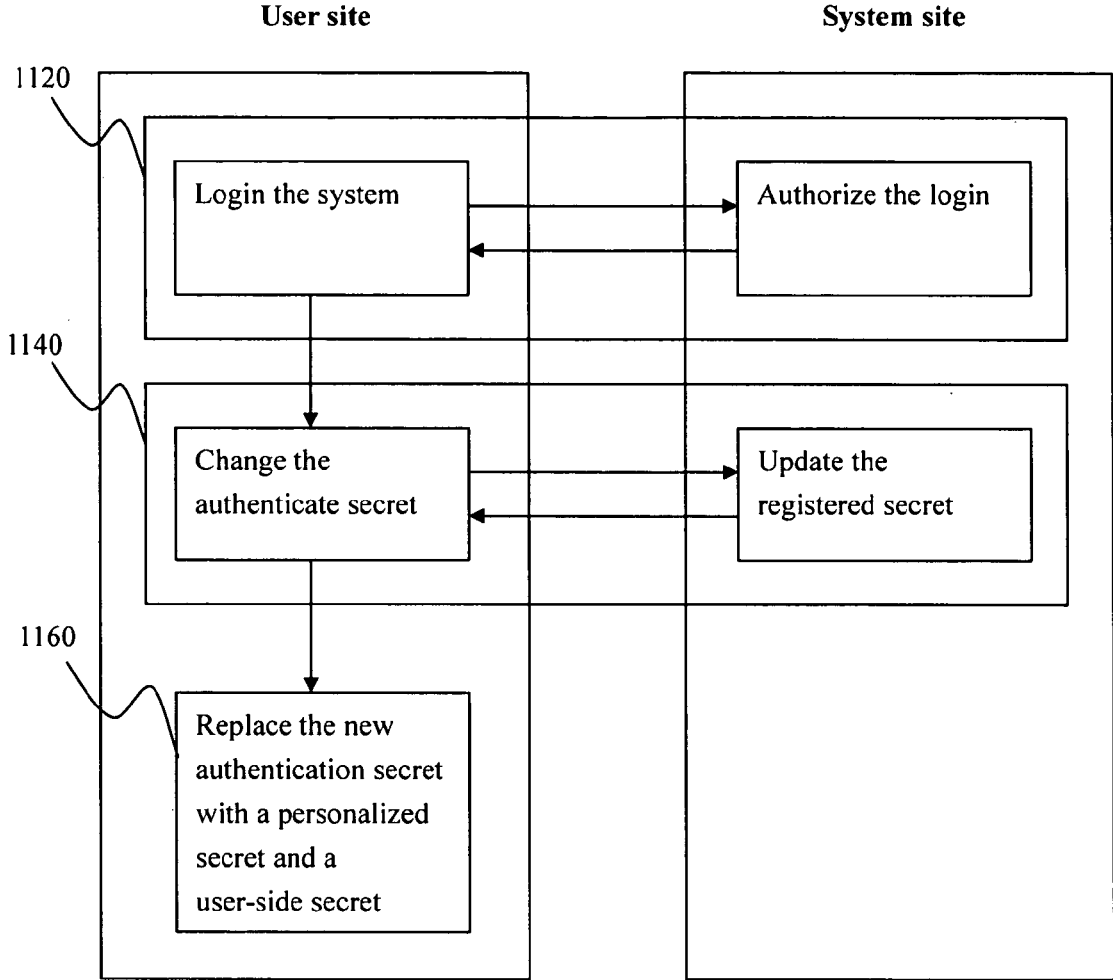 User site
System site
1120
Login the system
Authorize the login
1140
Change the
authenticate secret
Update the
registered secret
1160
Replace the new
authentication secret
with a personalized
secret and a
user-side secret